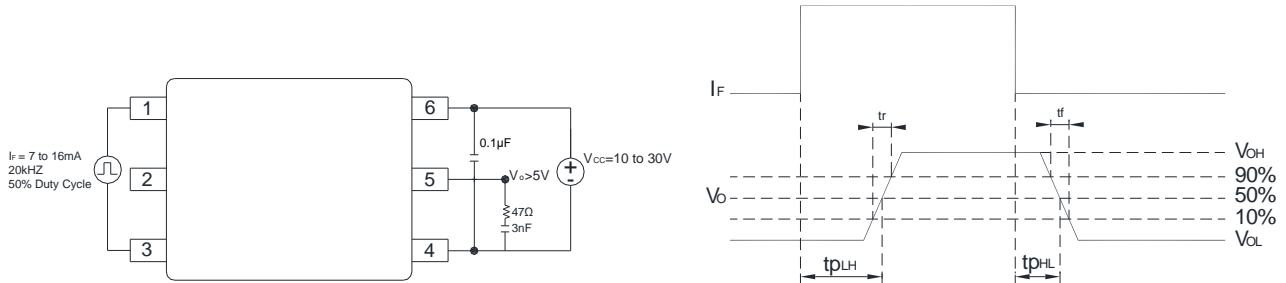 1
2
3
6
5
4
IF = 7 to 16mA
20kHZ
50% Duty Cycle
0.1µF
Vo>5V
47Ω
3nF
VCC=10 to 30V
IF
tr
tf
VOH
90%
50%
10%
VOL
VO
tpLH
tpHL